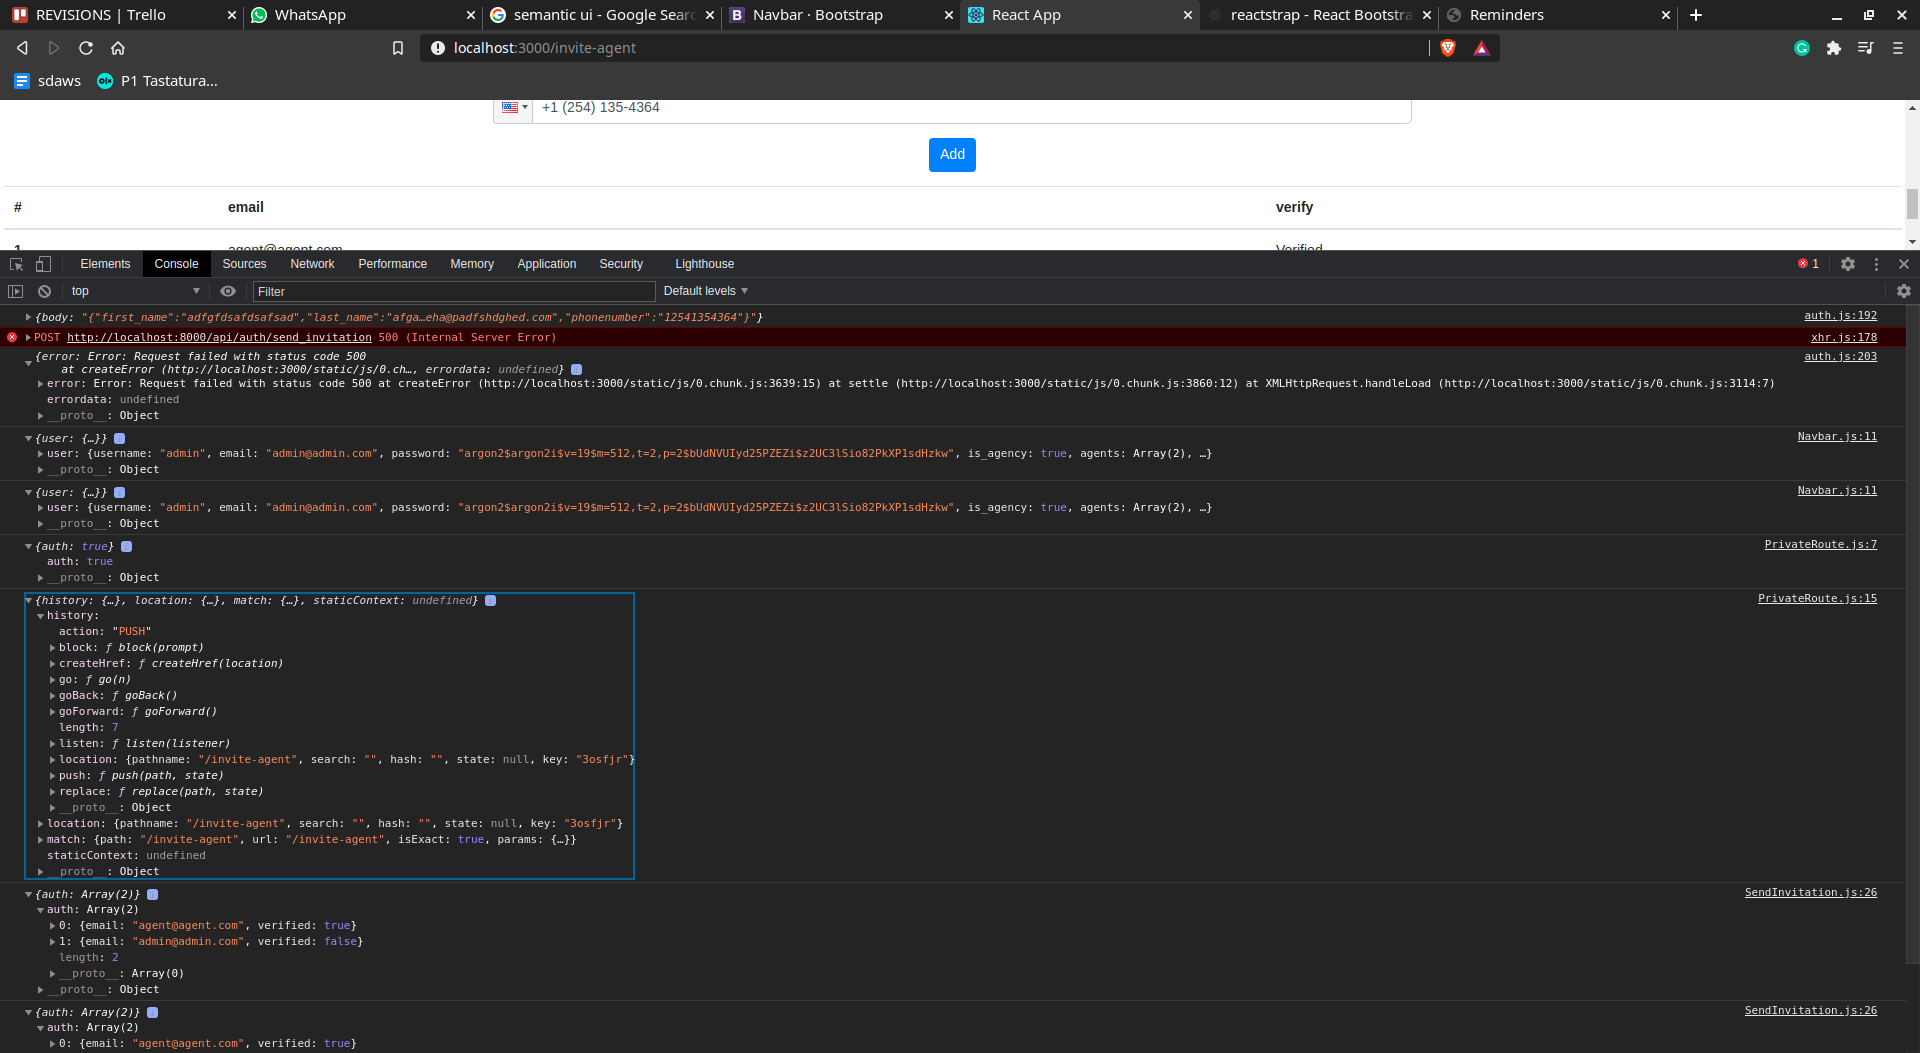 REVISIONS | Trello
WhatsApp
semantic ui - Google Searc
Navbar · Bootstrap
React App
reactstrap - React Bootstra
Reminders
localhost:3000/invite-agent
sdaws
P1 Tastatura...
+1 (254) 135-4364
Add
# email verify
1 agent@agent.com Verified
Elements Console Sources Network Performance Memory Application Security Lighthouse 1
top Filter Default levels
{body: "{"first_name":"adfgfdsafdsafsad","last_name":"afga…eha@padfshdghed.com","phonenumber":"12541354364"}"} auth.js:192
POST http://localhost:8000/api/auth/send_invitation 500 (Internal Server Error) xhr.js:178
{error: Error: Request failed with status code 500 auth.js:203
at createError (http://localhost:3000/static/js/0.ch…, errordata: undefined}
error: Error: Request failed with status code 500 at createError (http://localhost:3000/static/js/0.chunk.js:3639:15) at settle (http://localhost:3000/static/js/0.chunk.js:3860:12) at XMLHttpRequest.handleLoad (http://localhost:3000/static/js/0.chunk.js:3114:7)
errordata: undefined
__proto__: Object
{user: {…}} Navbar.js:11
user: {username: "admin", email: "admin@admin.com", password: "argon2$argon2i$v=19$m=512,t=2,p=2$bUdNVUIyd25PZEZi$z2UC3lSio82PkXP1sdHzkw", is_agency: true, agents: Array(2), …}
__proto__: Object
{user: {…}} Navbar.js:11
user: {username: "admin", email: "admin@admin.com", password: "argon2$argon2i$v=19$m=512,t=2,p=2$bUdNVUIyd25PZEZi$z2UC3lSio82PkXP1sdHzkw", is_agency: true, agents: Array(2), …}
__proto__: Object
{auth: true} PrivateRoute.js:7
auth: true
__proto__: Object
{history: {…}, location: {…}, match: {…}, staticContext: undefined} PrivateRoute.js:15
history:
action: "PUSH"
block: ƒ block(prompt)
createHref: ƒ createHref(location)
go: ƒ go(n)
goBack: ƒ goBack()
goForward: ƒ goForward()
length: 7
listen: ƒ listen(listener)
location: {pathname: "/invite-agent", search: "", hash: "", state: null, key: "3osfjr"}
push: ƒ push(path, state)
replace: ƒ replace(path, state)
__proto__: Object
location: {pathname: "/invite-agent", search: "", hash: "", state: null, key: "3osfjr"}
match: {path: "/invite-agent", url: "/invite-agent", isExact: true, params: {…}}
staticContext: undefined
__proto__: Object
{auth: Array(2)} SendInvitation.js:26
auth: Array(2)
0: {email: "agent@agent.com", verified: true}
1: {email: "admin@admin.com", verified: false}
length: 2
__proto__: Array(0)
__proto__: Object
{auth: Array(2)} SendInvitation.js:26
auth: Array(2)
0: {email: "agent@agent.com", verified: true}